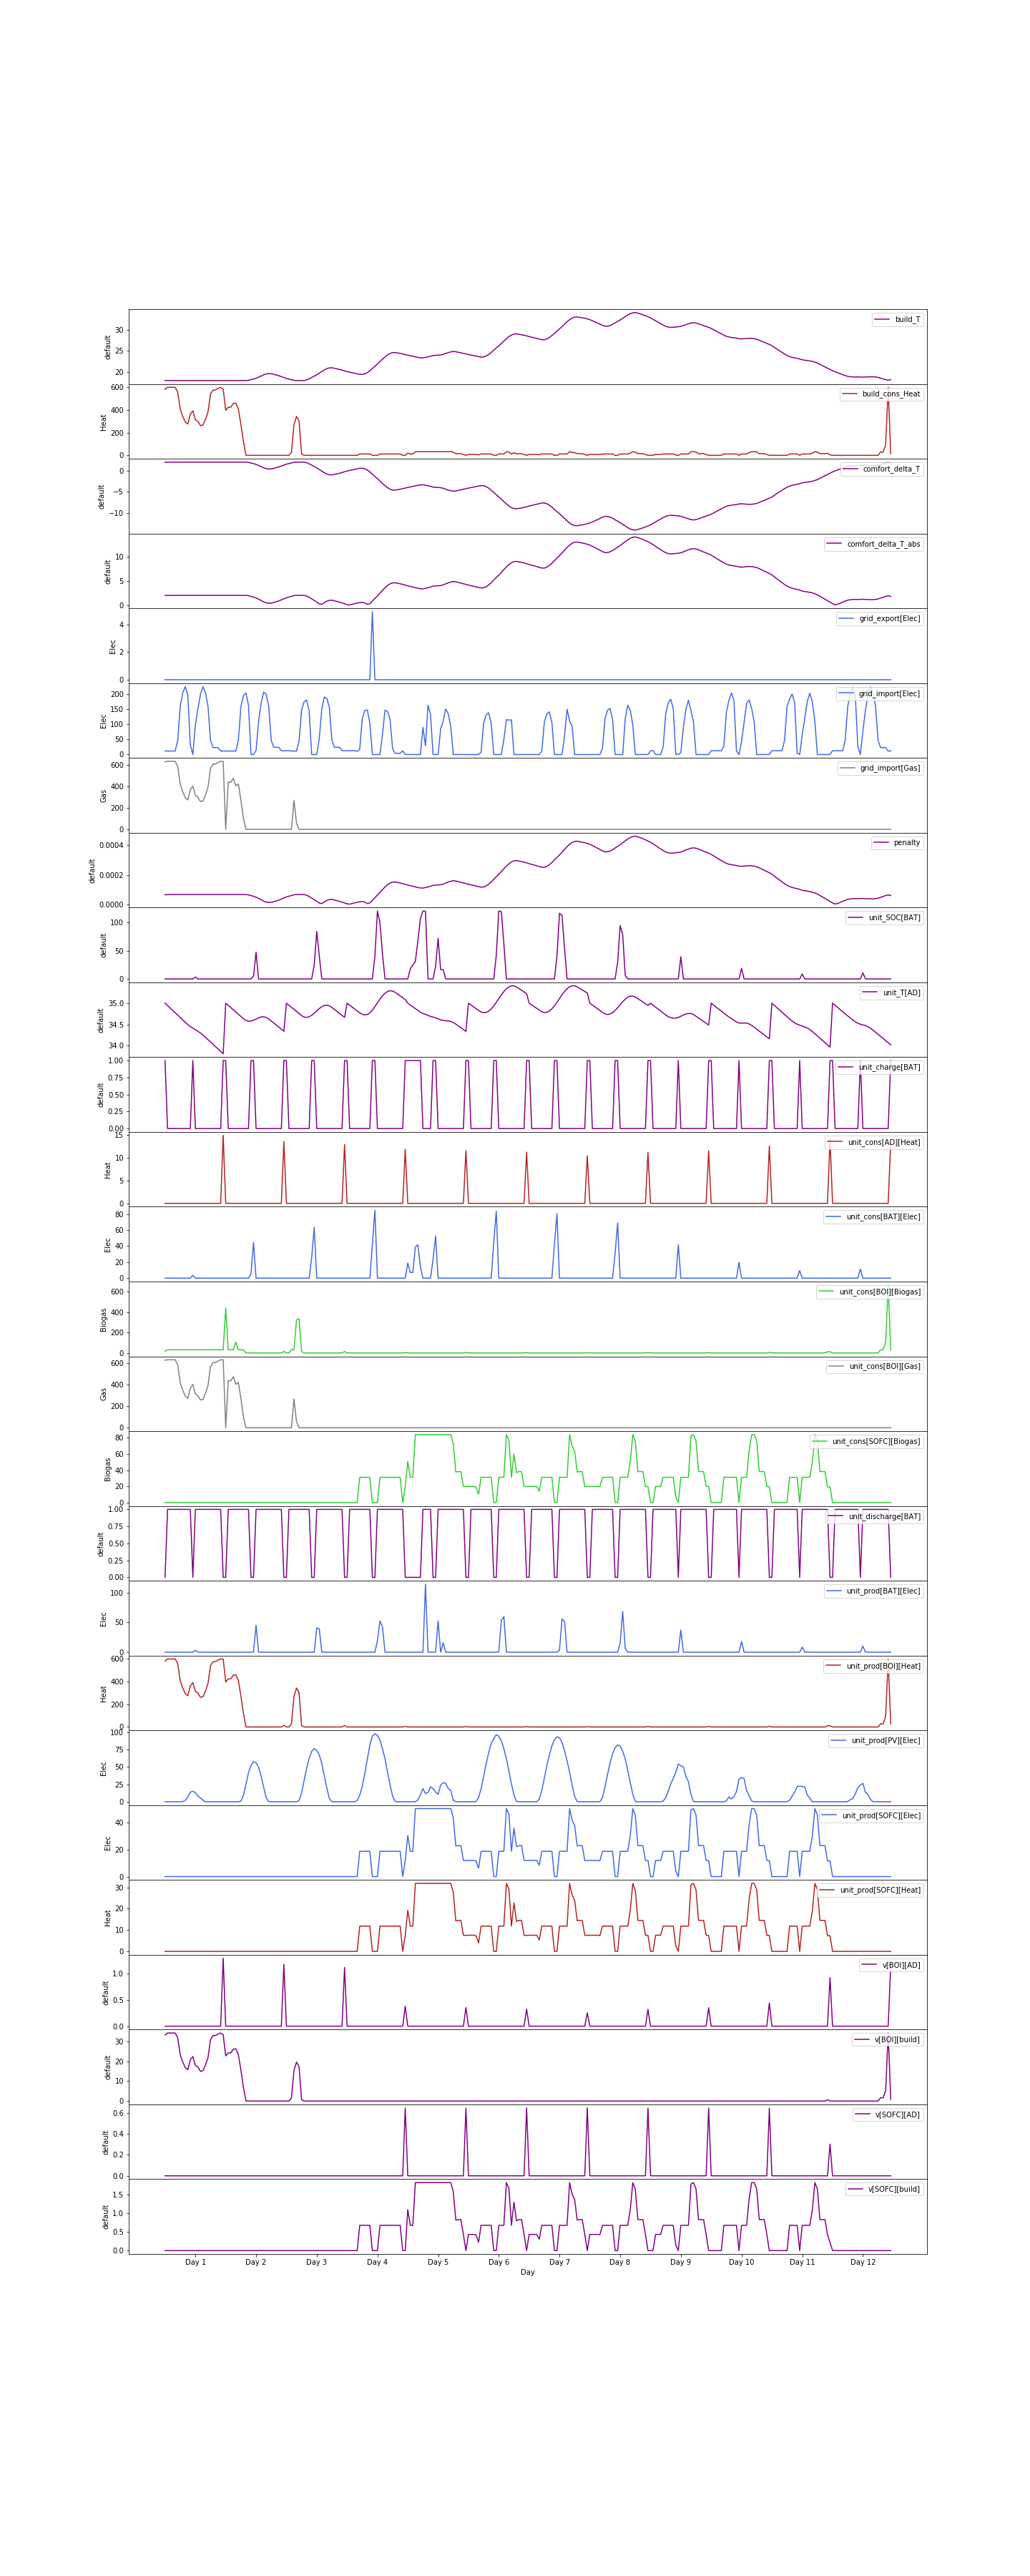 build_T
30
25
20
default
build_cons_Heat
600
400
200
0
Heat
comfort_delta_T
0
−5
−10
default
comfort_delta_T_abs
10
5
0
default
grid_export[Elec]
4
2
0
Elec
grid_import[Elec]
200
150
100
50
0
Elec
grid_import[Gas]
600
400
200
0
Gas
penalty
0.0004
0.0002
0.0000
default
unit_SOC[BAT]
100
50
0
default
unit_T[AD]
35.0
34.5
34.0
default
unit_charge[BAT]
1.00
0.75
0.50
0.25
0.00
default
unit_cons[AD][Heat]
15
10
5
0
Heat
unit_cons[BAT][Elec]
80
60
40
20
0
Elec
unit_cons[BOI][Biogas]
600
400
200
0
Biogas
unit_cons[BOI][Gas]
600
400
200
0
Gas
unit_cons[SOFC][Biogas]
80
60
40
20
0
Biogas
unit_discharge[BAT]
1.00
0.75
0.50
0.25
0.00
default
unit_prod[BAT][Elec]
100
50
0
Elec
unit_prod[BOI][Heat]
600
400
200
0
Heat
unit_prod[PV][Elec]
100
75
50
25
0
Elec
unit_prod[SOFC][Elec]
40
20
0
Elec
unit_prod[SOFC][Heat]
30
20
10
0
Heat
v[BOI][AD]
1.0
0.5
0.0
default
v[BOI][build]
30
20
10
0
default
v[SOFC][AD]
0.6
0.4
0.2
0.0
default
v[SOFC][build]
1.5
1.0
0.5
0.0
default
Day 1 Day 2 Day 3 Day 4 Day 5 Day 6 Day 7 Day 8 Day 9 Day 10 Day 11 Day 12
Day